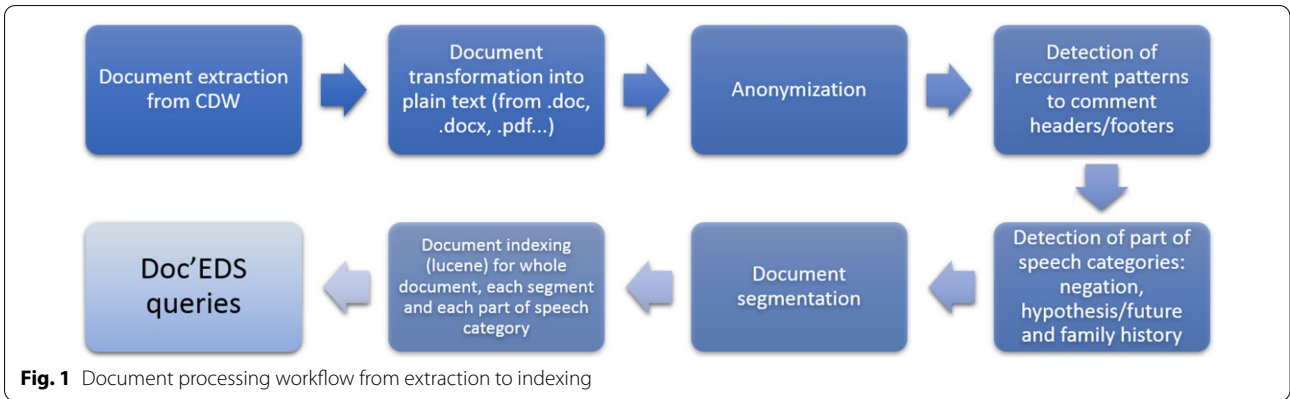 Document extraction
from CDW
Document
transformation into
plain text (from .doc,
.docx, .pdf...)
Anonymization
Detection of
reccurrent patterns
to comment
headers/footers
Detection of part of
speech categories:
negation,
hypothesis/future
and family history
Document
segmentation
Document indexing
(lucene) for whole
document, each segment
and each part of speech
category
Doc'EDS
queries
Fig. 1 Document processing workflow from extraction to indexing